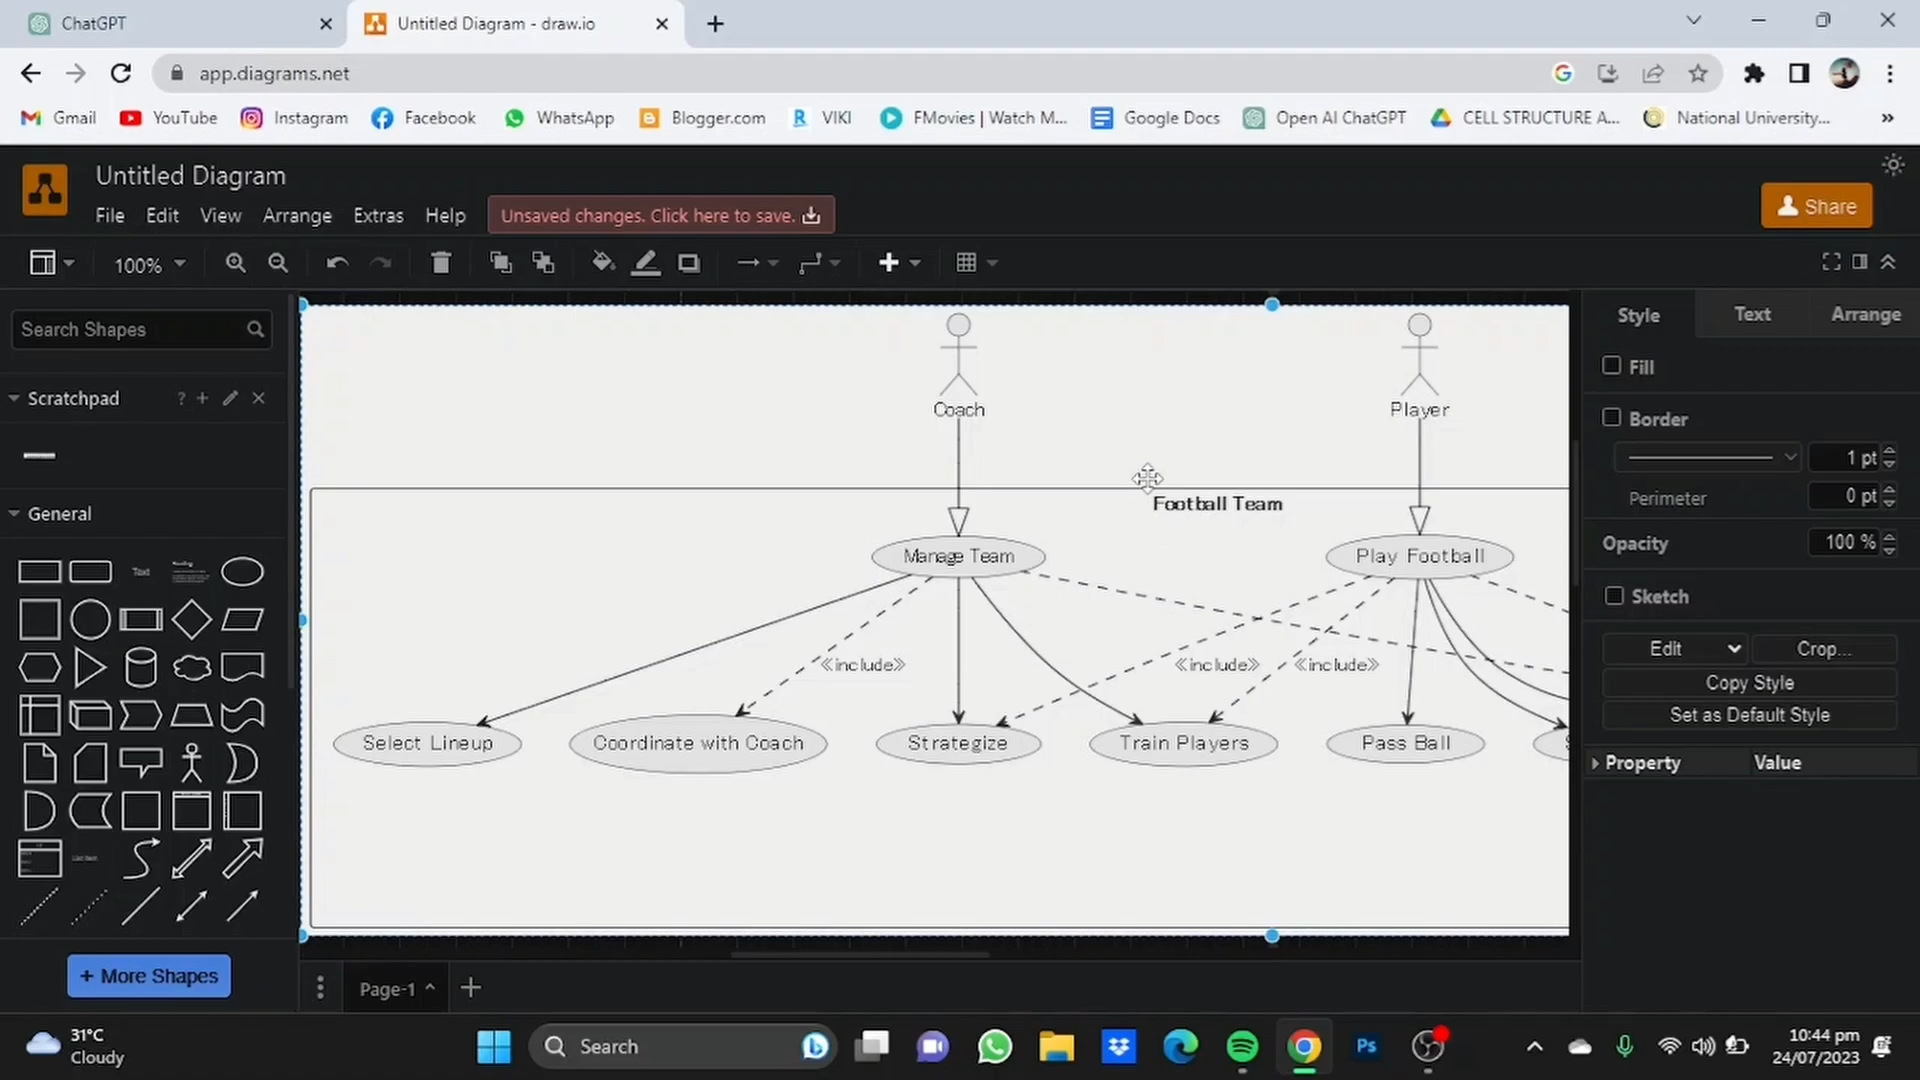 ChatGPT
Untitled Diagram - draw.io
app.diagrams.net
Gmail
YouTube
Instagram
Facebook
WhatsApp
Blogger.com
VIKI
FMovies | Watch M...
Google Docs
Open AI ChatGPT
CELL STRUCTURE A...
National University...
»
Untitled Diagram
File Edit View Arrange Extras Help
Unsaved changes. Click here to save.
Share
100%
Search Shapes
Scratchpad
?
General
Text
Heading
List Item
+ More Shapes
Coach
Player
Football Team
Manage Team
Play Football
«include»
«include»
«include»
Select Lineup
Coordinate with Coach
Strategize
Train Players
Pass Ball
Page-1
Style
Text
Arrange
Fill
Border
1 pt
Perimeter
0 pt
Opacity
100 %
Sketch
Edit
Crop...
Copy Style
Set as Default Style
Property
Value
31°C
Cloudy
Search
Ps
10:44 pm
24/07/2023